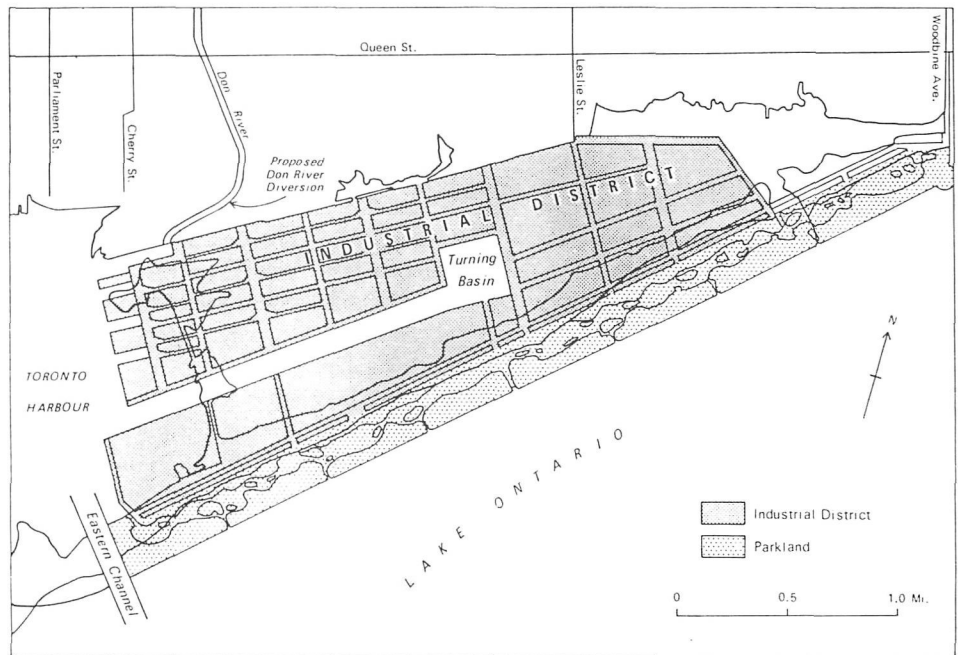 Queen St.
Parliament St.
Cherry St.
Don River
Leslie St.
Woodbine Ave.
Proposed
Don River
Diversion
INDUSTRIAL DISTRICT
Turning
Basin
TORONTO
HARBOUR
N
LAKE ONTARIO
Eastern Channel
Industrial District
Parkland
0 0.5 1.0 Mi.